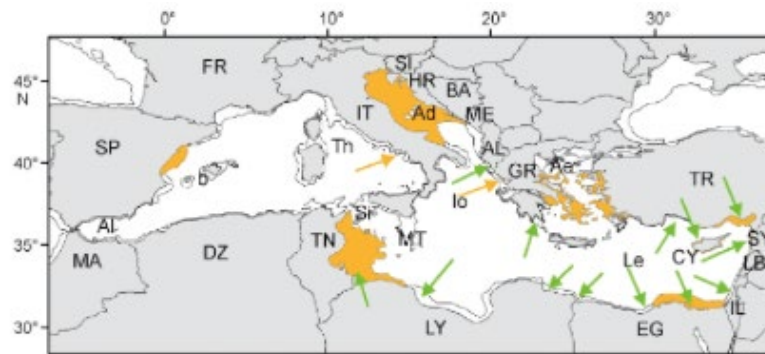 0° 10° 20° 30°
45°
N
40°
35°
30°
FR
SI
HR
BA
IT
Ad
ME
SP
Th
AL
b
GR
Ae
TR
Io
Al
Si
TN
MT
MA
DZ
Le
CY
SY
LB
IL
LY
EG